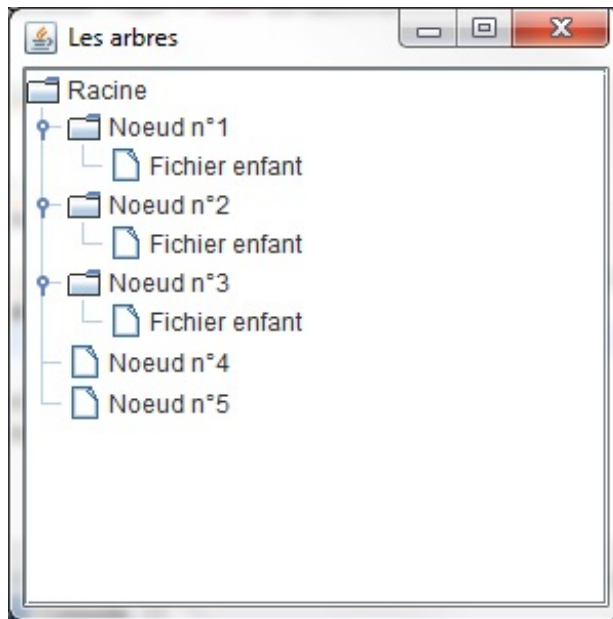 Les arbres
Racine
Noeud n°1
Fichier enfant
Noeud n°2
Fichier enfant
Noeud n°3
Fichier enfant
Noeud n°4
Noeud n°5